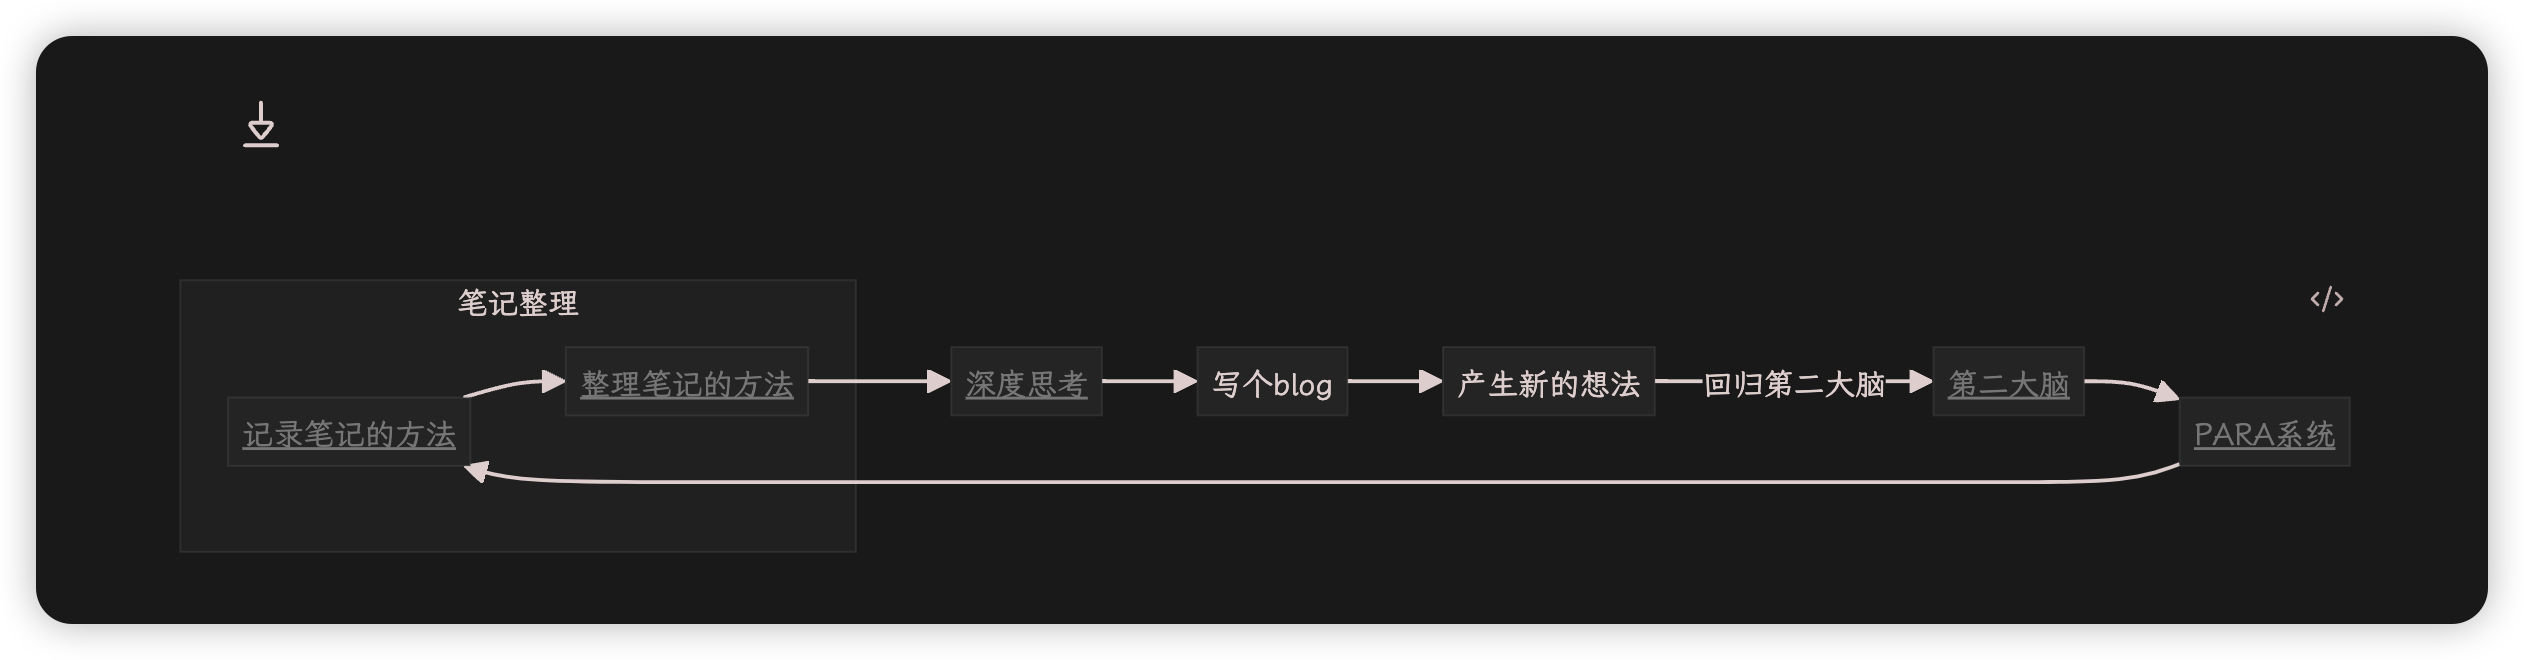 笔记整理
</>
记录笔记的方法
整理笔记的方法
深度思考
写个blog
产生新的想法
回归第二大脑
第二大脑
PARA系统